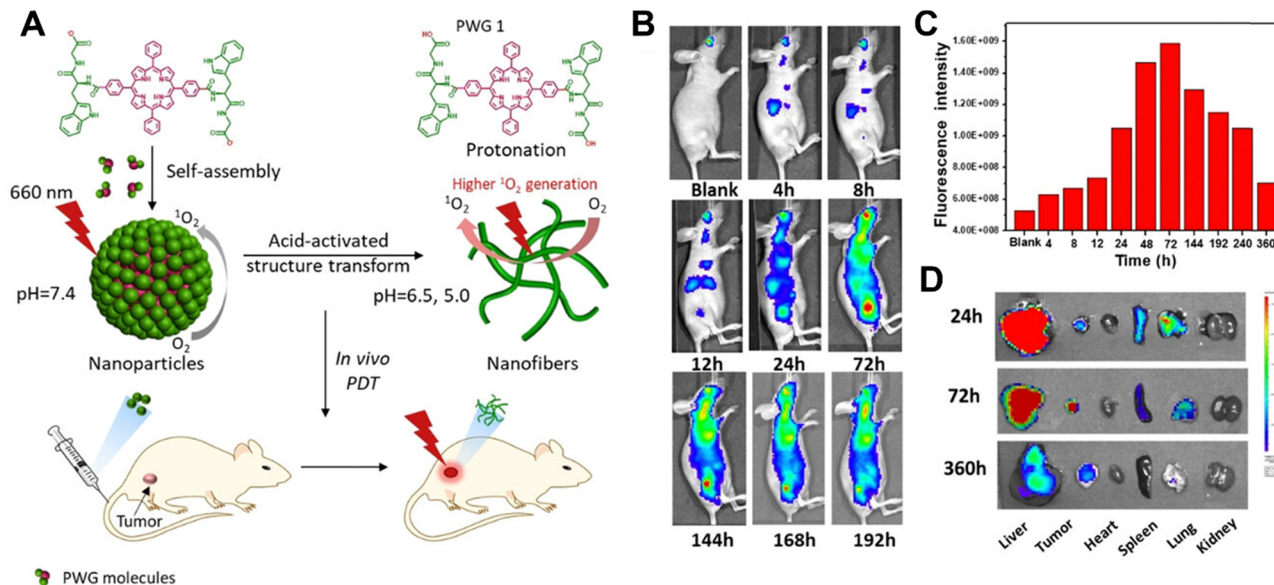 A
PWG 1
Protonation
Self-assembly
660 nm
¹O₂
Higher ¹O₂ generation
¹O₂
O₂
Acid-activated
structure transform
pH=7.4
pH=6.5, 5.0
O₂
Nanoparticles
In vivo
PDT
Nanofibers
Tumor
PWG molecules
B
Blank
4h
8h
12h
24h
72h
144h
168h
192h
C
Fluorescence intensity
1.60E+009
1.40E+009
1.20E+009
1.00E+009
8.00E+008
6.00E+008
4.00E+008
Blank 4 8 12 24 48 72 144 192 240 360
Time (h)
D
24h
72h
360h
Liver
Tumor
Heart
Spleen
Lung
Kidney